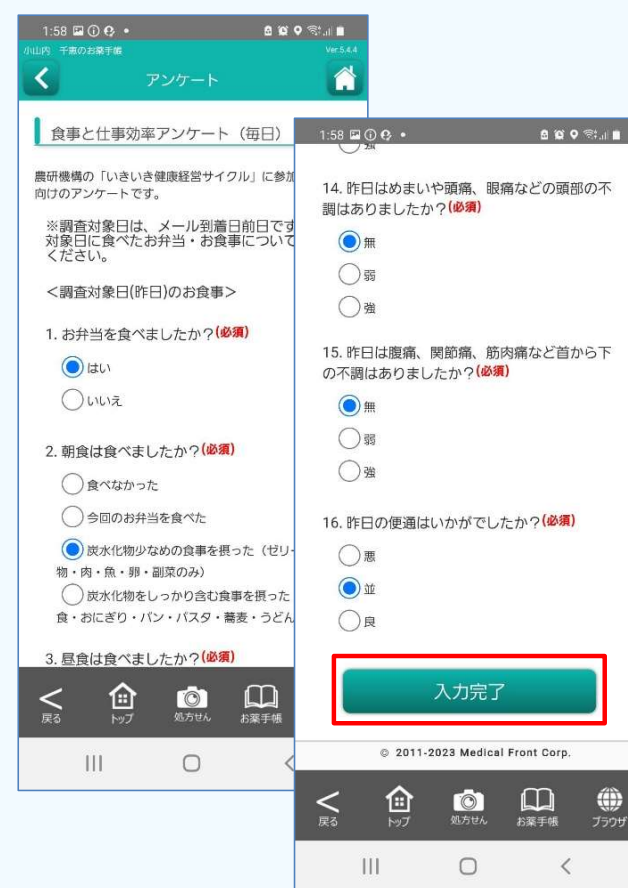 1:58
小山内 千恵のお薬手帳 Ver.5.4.4
アンケート
食事と仕事効率アンケート（毎日）
農研機構の「いきいき健康経営サイクル」に参加
向けのアンケートです。
※調査対象日は、メール到着日前日です
対象日に食べたお弁当・お食事について
ください。
＜調査対象日(昨日)のお食事＞
1. お弁当を食べましたか？(必須)
はい
いいえ
2. 朝食は食べましたか？(必須)
食べなかった
今回のお弁当を食べた
炭水化物少なめの食事を摂った（ゼリー
物・肉・魚・卵・副菜のみ）
炭水化物をしっかり含む食事を摂った
食・おにぎり・パン・パスタ・蕎麦・うどん
3. 昼食は食べましたか？(必須)
戻る トップ 処方せん お薬手帳
1:58
14. 昨日はめまいや頭痛、眼痛などの頭部の不
調はありましたか？(必須)
無
弱
強
15. 昨日は腹痛、関節痛、筋肉痛など首から下
の不調はありましたか？(必須)
無
弱
強
16. 昨日の便通はいかがでしたか？(必須)
悪
並
良
入力完了
© 2011-2023 Medical Front Corp.
戻る トップ 処方せん お薬手帳 ブラウザ